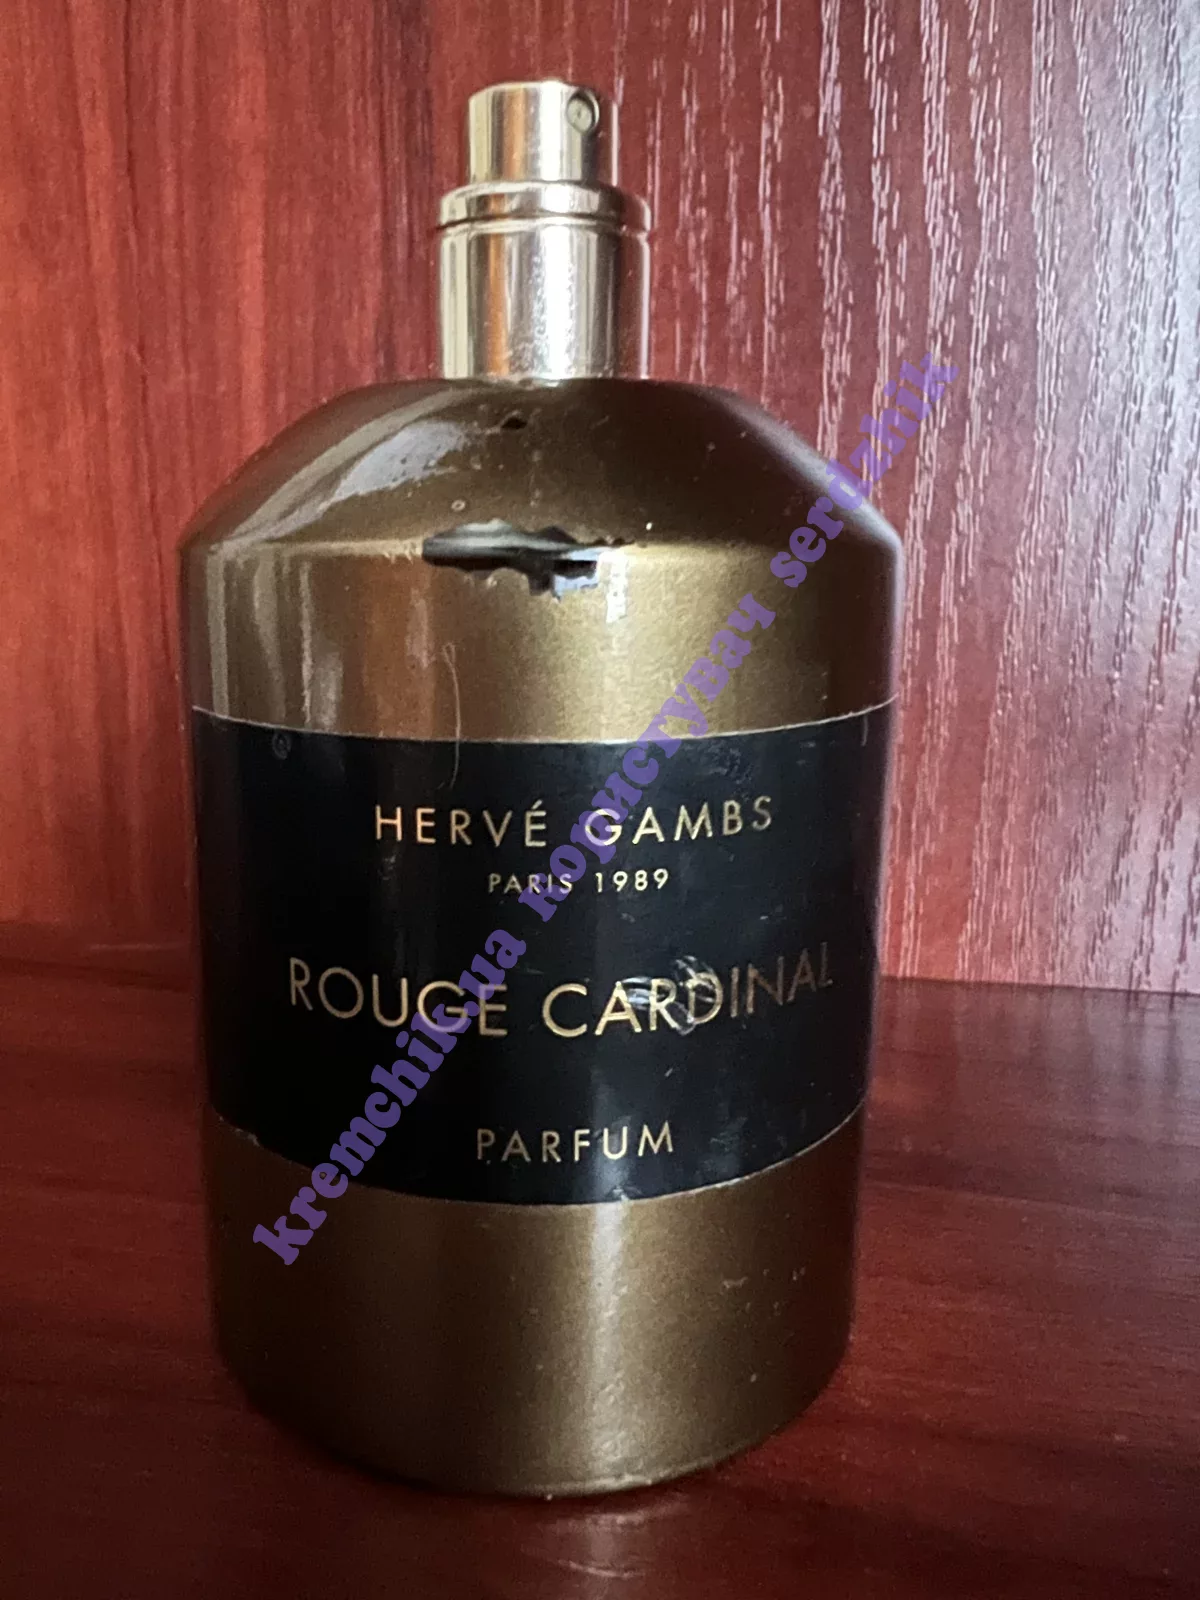 HERVÉ GAMBS
PARIS 1989
ROUGE CARDINAL
PARFUM
kremchik.ua користувач serdzhik